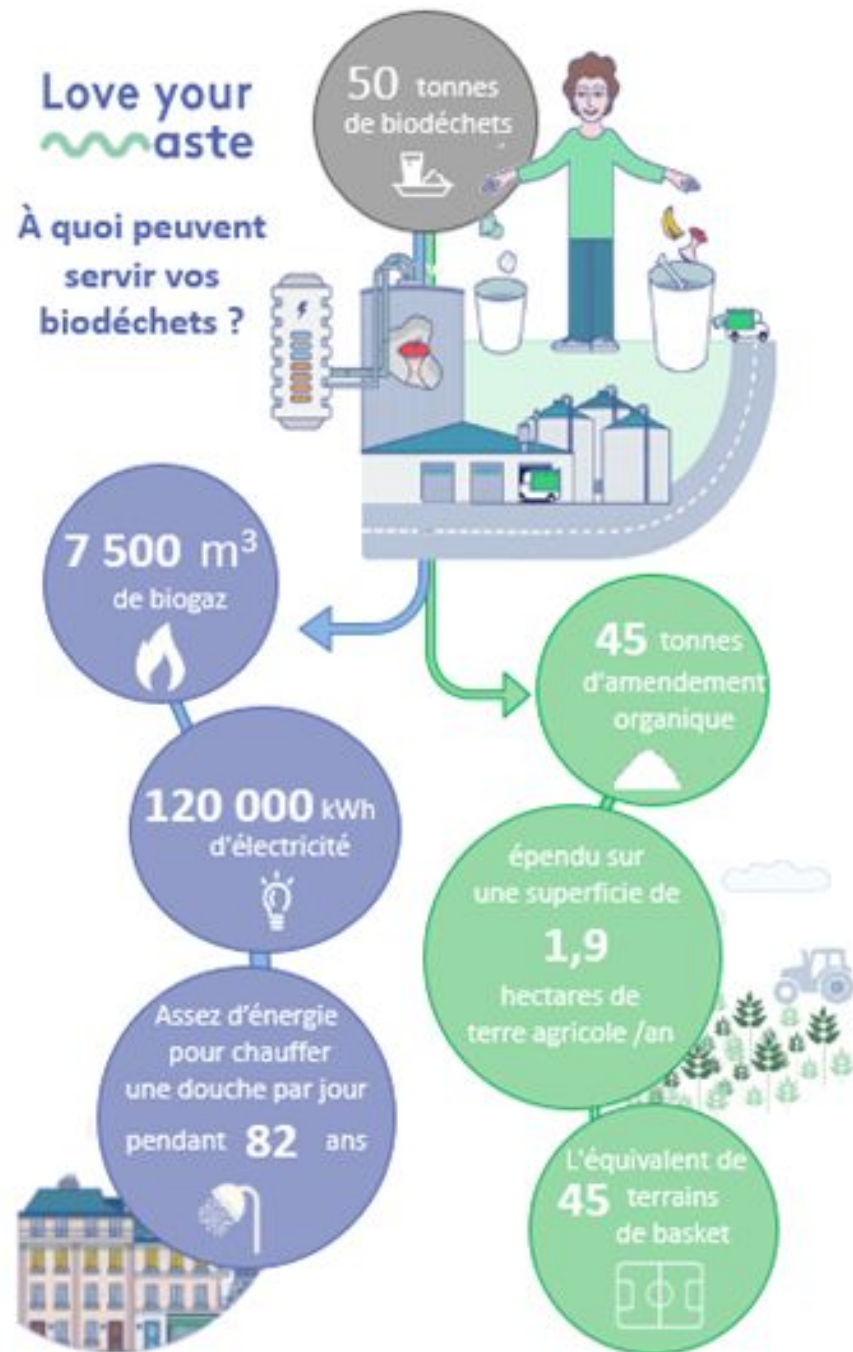 Love your
aste
À quoi peuvent
servir vos
biodéchets ?
50 tonnes
de biodéchets
7 500 m³
de biogaz
120 000 kWh
d'électricité
Assez d'énergie
pour chauffer
une douche par jour
pendant 82 ans
45 tonnes
d'amendement
organique
épendu sur
une superficie de
1,9
hectares de
terre agricole /an
L'équivalent de
45 terrains
de basket